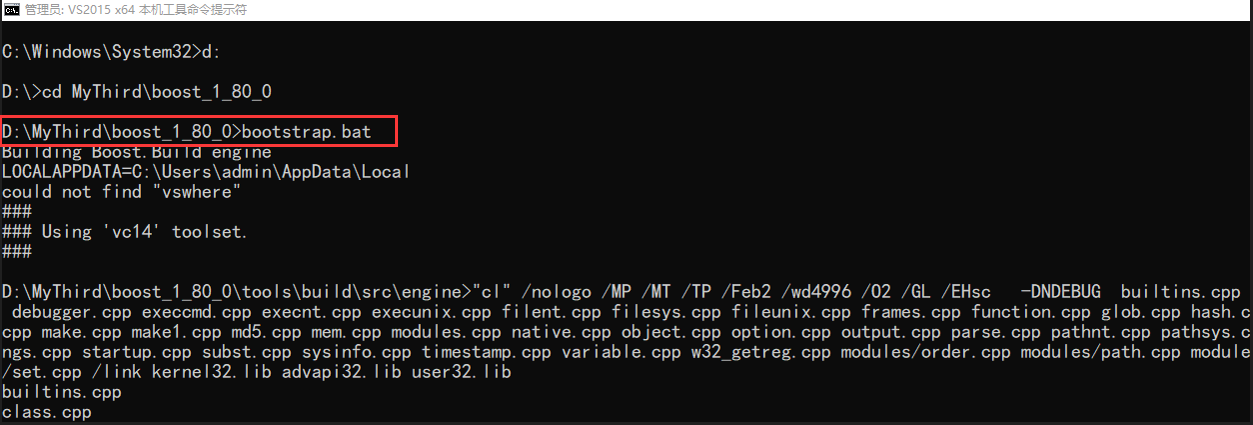 管理员: VS2015 x64 本机工具命令提示符
C:\Windows\System32>d:
D:\>cd MyThird\boost_1_80_0
D:\MyThird\boost_1_80_0>bootstrap.bat
Building Boost.Build engine
LOCALAPPDATA=C:\Users\admin\AppData\Local
could not find "vswhere"
###
### Using 'vc14' toolset.
###
D:\MyThird\boost_1_80_0\tools\build\src\engine>"cl" /nologo /MP /MT /TP /Feb2 /wd4996 /O2 /GL /EHsc   -DNDEBUG  builtins.cpp
debugger.cpp execcmd.cpp execnt.cpp execunix.cpp filent.cpp filesys.cpp fileunix.cpp frames.cpp function.cpp glob.cpp hash.c
cpp make.cpp make1.cpp md5.cpp mem.cpp modules.cpp native.cpp object.cpp option.cpp output.cpp parse.cpp pathnt.cpp pathsys.c
ngs.cpp startup.cpp subst.cpp sysinfo.cpp timestamp.cpp variable.cpp w32_getreg.cpp modules/order.cpp modules/path.cpp module
/set.cpp /link kernel32.lib advapi32.lib user32.lib
builtins.cpp
class.cpp